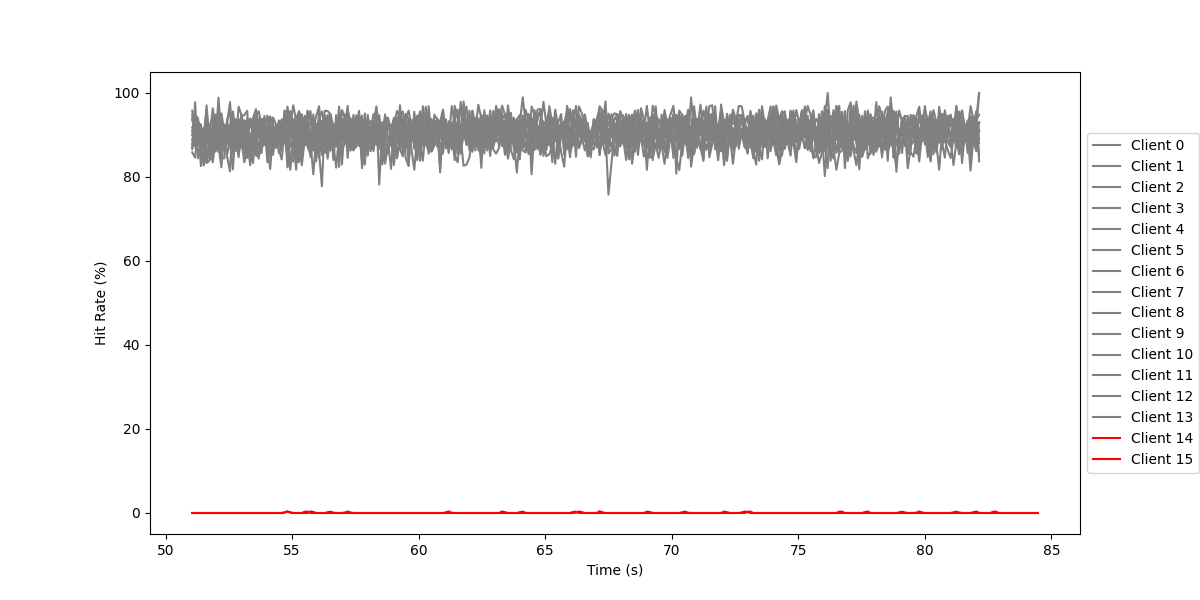 100
80
60
40
20
0
Hit Rate (%)
50
55
60
65
70
75
80
85
Time (s)
Client 0
Client 1
Client 2
Client 3
Client 4
Client 5
Client 6
Client 7
Client 8
Client 9
Client 10
Client 11
Client 12
Client 13
Client 14
Client 15